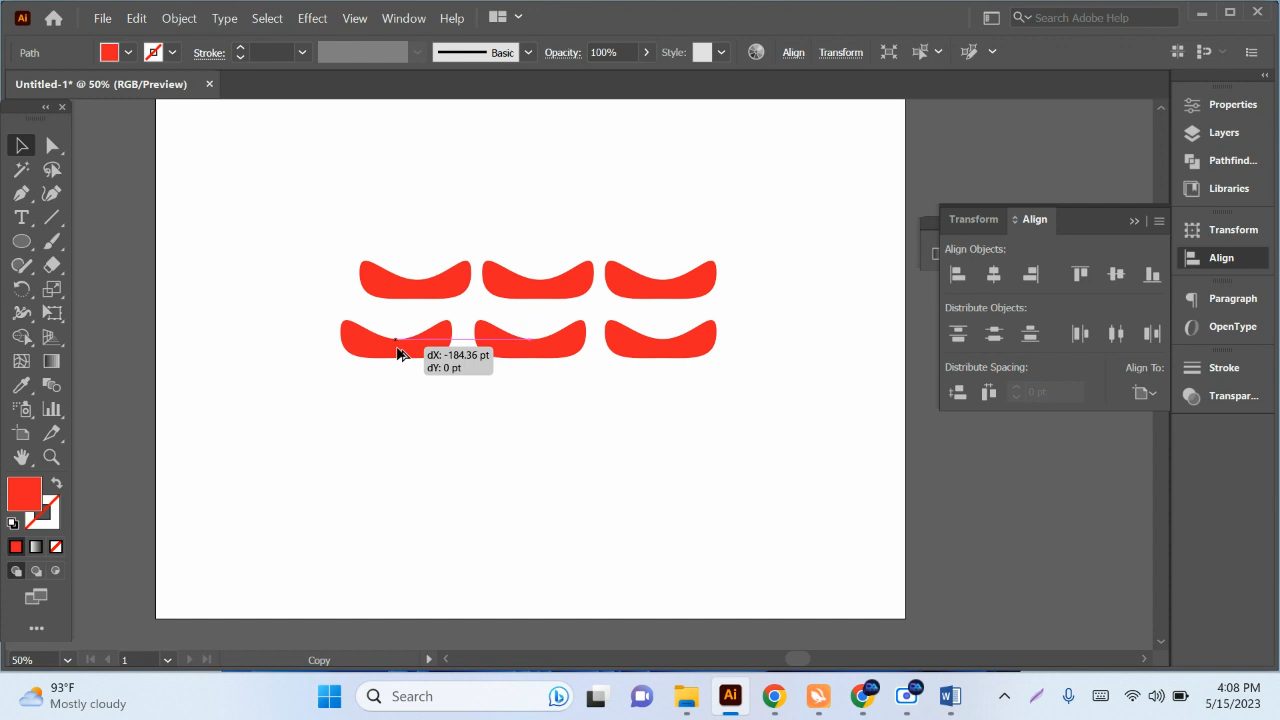 Ai File Edit Object Type Select Effect View Window Help Search Adobe Help
Path Stroke: Basic Opacity: 100% Style: Align Transform
Untitled-1* @ 50% (RGB/Preview)
Properties
Layers
Pathfind...
Libraries
Transform
Align
Paragraph
OpenType
Stroke
Transpar...
Transform Align
Align Objects:
Distribute Objects:
Distribute Spacing: Align To:
0 pt
dX: -184.36 pt
dY: 0 pt
50% 1 Copy
93°F
Mostly cloudy
Search
Ai
4:08 PM
5/15/2023